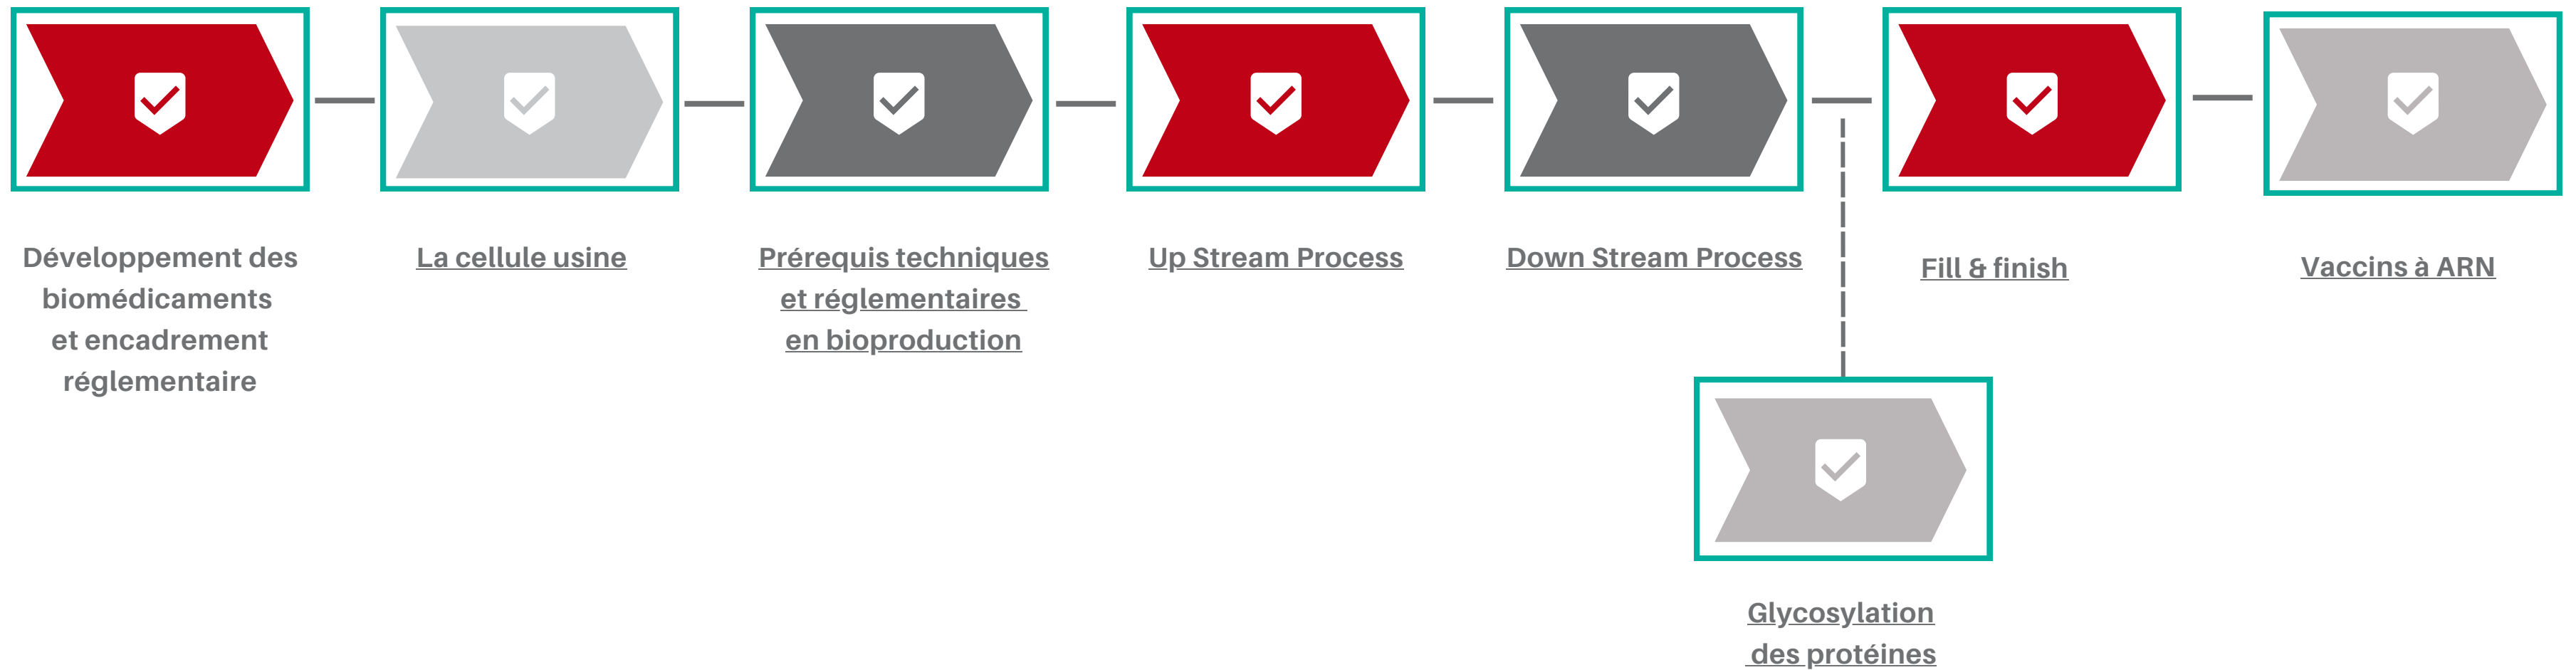 Développement des
biomédicaments
et encadrement
réglementaire
La cellule usine
Prérequis techniques
et réglementaires
en bioproduction
Up Stream Process
Down Stream Process
Fill & finish
Vaccins à ARN
Glycosylation
des protéines